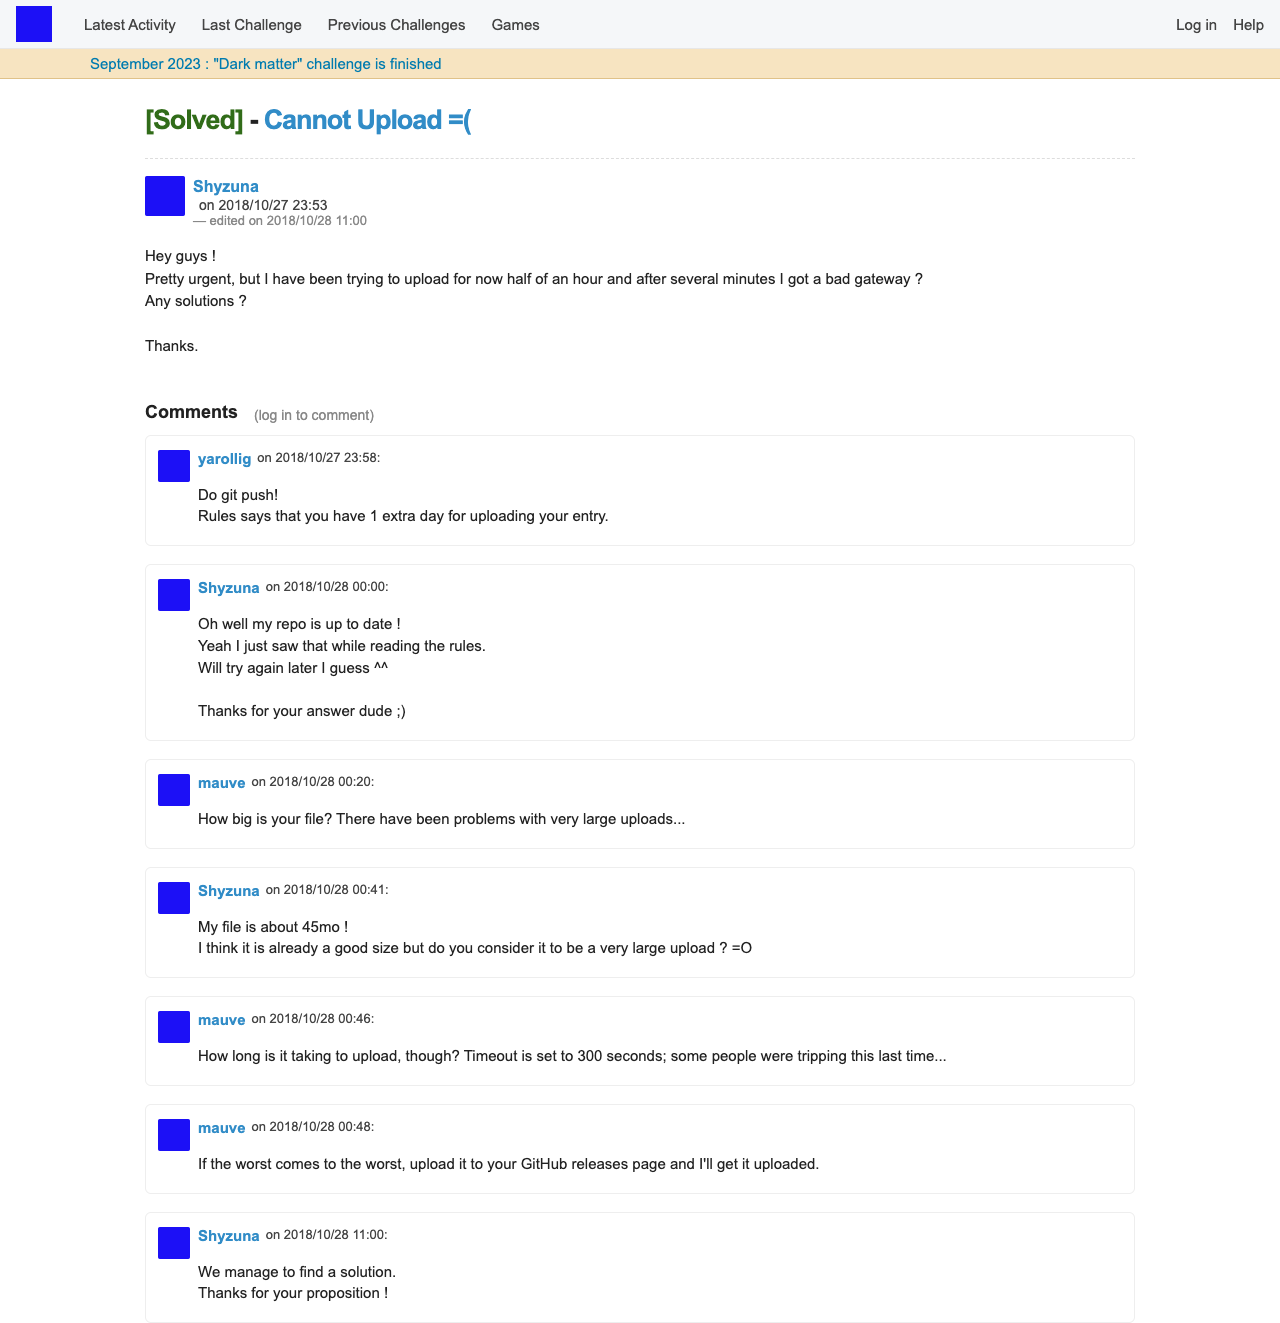 Latest Activity Last Challenge Previous Challenges Games Log in Help
September 2023 : "Dark matter" challenge is finished
[Solved] - Cannot Upload =(
Shyzuna
on 2018/10/27 23:53
— edited on 2018/10/28 11:00
Hey guys !
Pretty urgent, but I have been trying to upload for now half of an hour and after several minutes I got a bad gateway ?
Any solutions ?
Thanks.
Comments (log in to comment)
yarollig on 2018/10/27 23:58:
Do git push!
Rules says that you have 1 extra day for uploading your entry.
Shyzuna on 2018/10/28 00:00:
Oh well my repo is up to date !
Yeah I just saw that while reading the rules.
Will try again later I guess ^^
Thanks for your answer dude ;)
mauve on 2018/10/28 00:20:
How big is your file? There have been problems with very large uploads...
Shyzuna on 2018/10/28 00:41:
My file is about 45mo !
I think it is already a good size but do you consider it to be a very large upload ? =O
mauve on 2018/10/28 00:46:
How long is it taking to upload, though? Timeout is set to 300 seconds; some people were tripping this last time...
mauve on 2018/10/28 00:48:
If the worst comes to the worst, upload it to your GitHub releases page and I'll get it uploaded.
Shyzuna on 2018/10/28 11:00:
We manage to find a solution.
Thanks for your proposition !